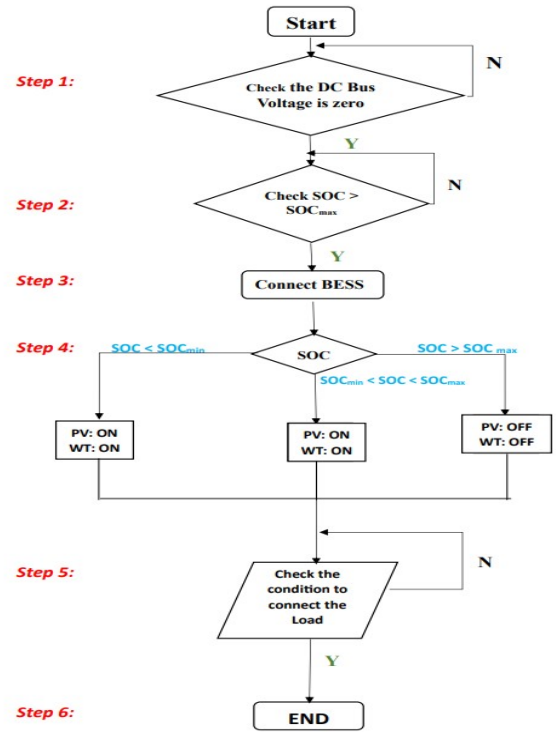 Start
N
Step 1:
Check the DC Bus
Voltage is zero
Y
N
Step 2:
Check SOC >
SOCmax
Y
Step 3:
Connect BESS
Step 4:
SOC < SOCmin
SOC
SOC > SOC max
SOCmin < SOC < SOCmax
PV: ON
WT: ON
PV: ON
WT: ON
PV: OFF
WT: OFF
N
Step 5:
Check the
condition to
connect the
Load
Y
Step 6:
END